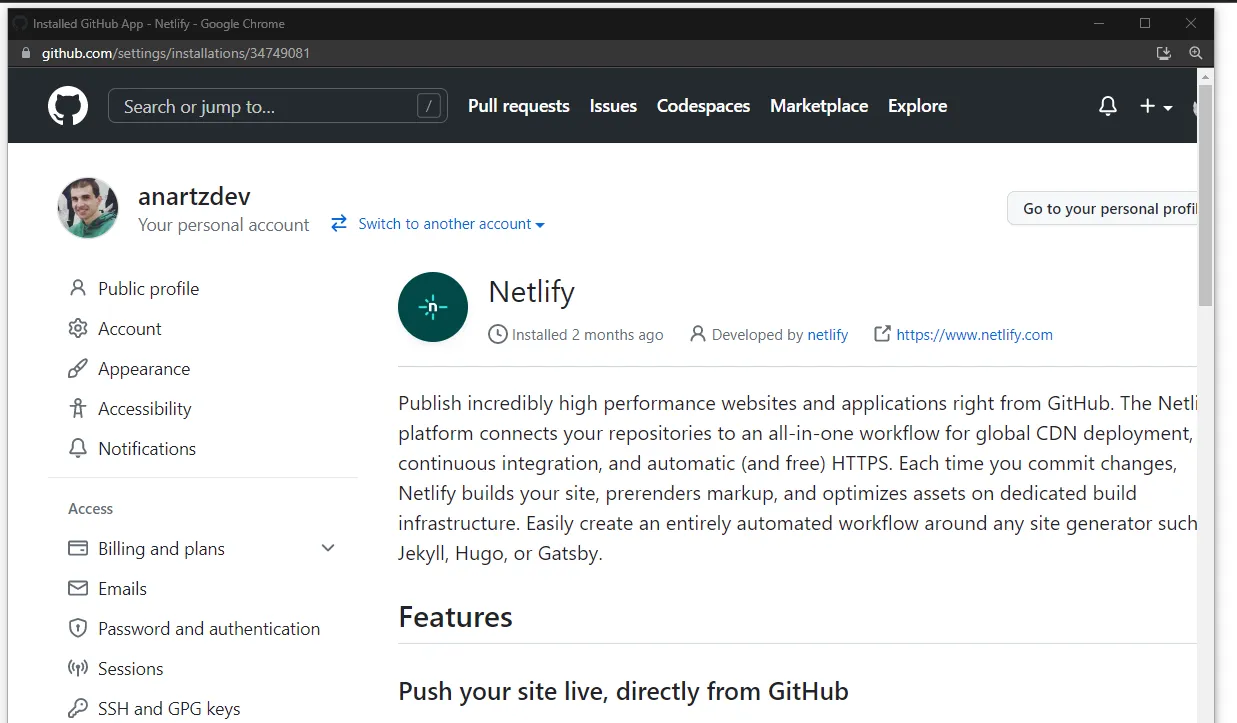 Installed GitHub App - Netlify - Google Chrome
github.com/settings/installations/34749081
Search or jump to... / Pull requests Issues Codespaces Marketplace Explore
anartzdev
Your personal account Switch to another account
Go to your personal profil
Public profile
Account
Appearance
Accessibility
Notifications
Access
Billing and plans
Emails
Password and authentication
Sessions
SSH and GPG keys
n
Netlify
Installed 2 months ago Developed by netlify https://www.netlify.com
Publish incredibly high performance websites and applications right from GitHub. The Netli
platform connects your repositories to an all-in-one workflow for global CDN deployment,
continuous integration, and automatic (and free) HTTPS. Each time you commit changes,
Netlify builds your site, prerenders markup, and optimizes assets on dedicated build
infrastructure. Easily create an entirely automated workflow around any site generator such
Jekyll, Hugo, or Gatsby.
Features
Push your site live, directly from GitHub